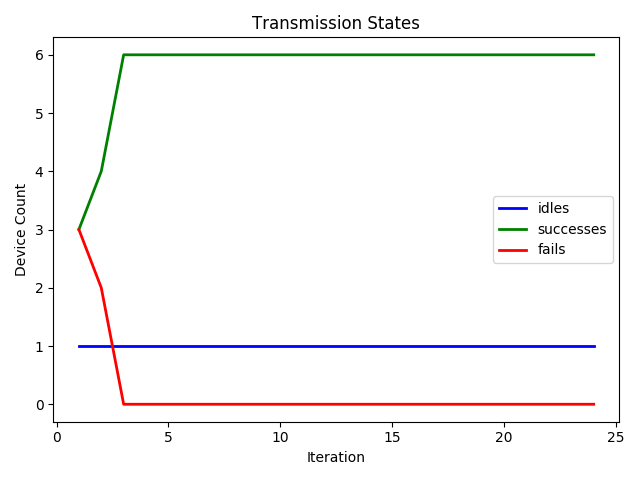 Transmission States
6
5
4
3
2
1
0
Device Count
idles
successes
fails
0 5 10 15 20 25
Iteration